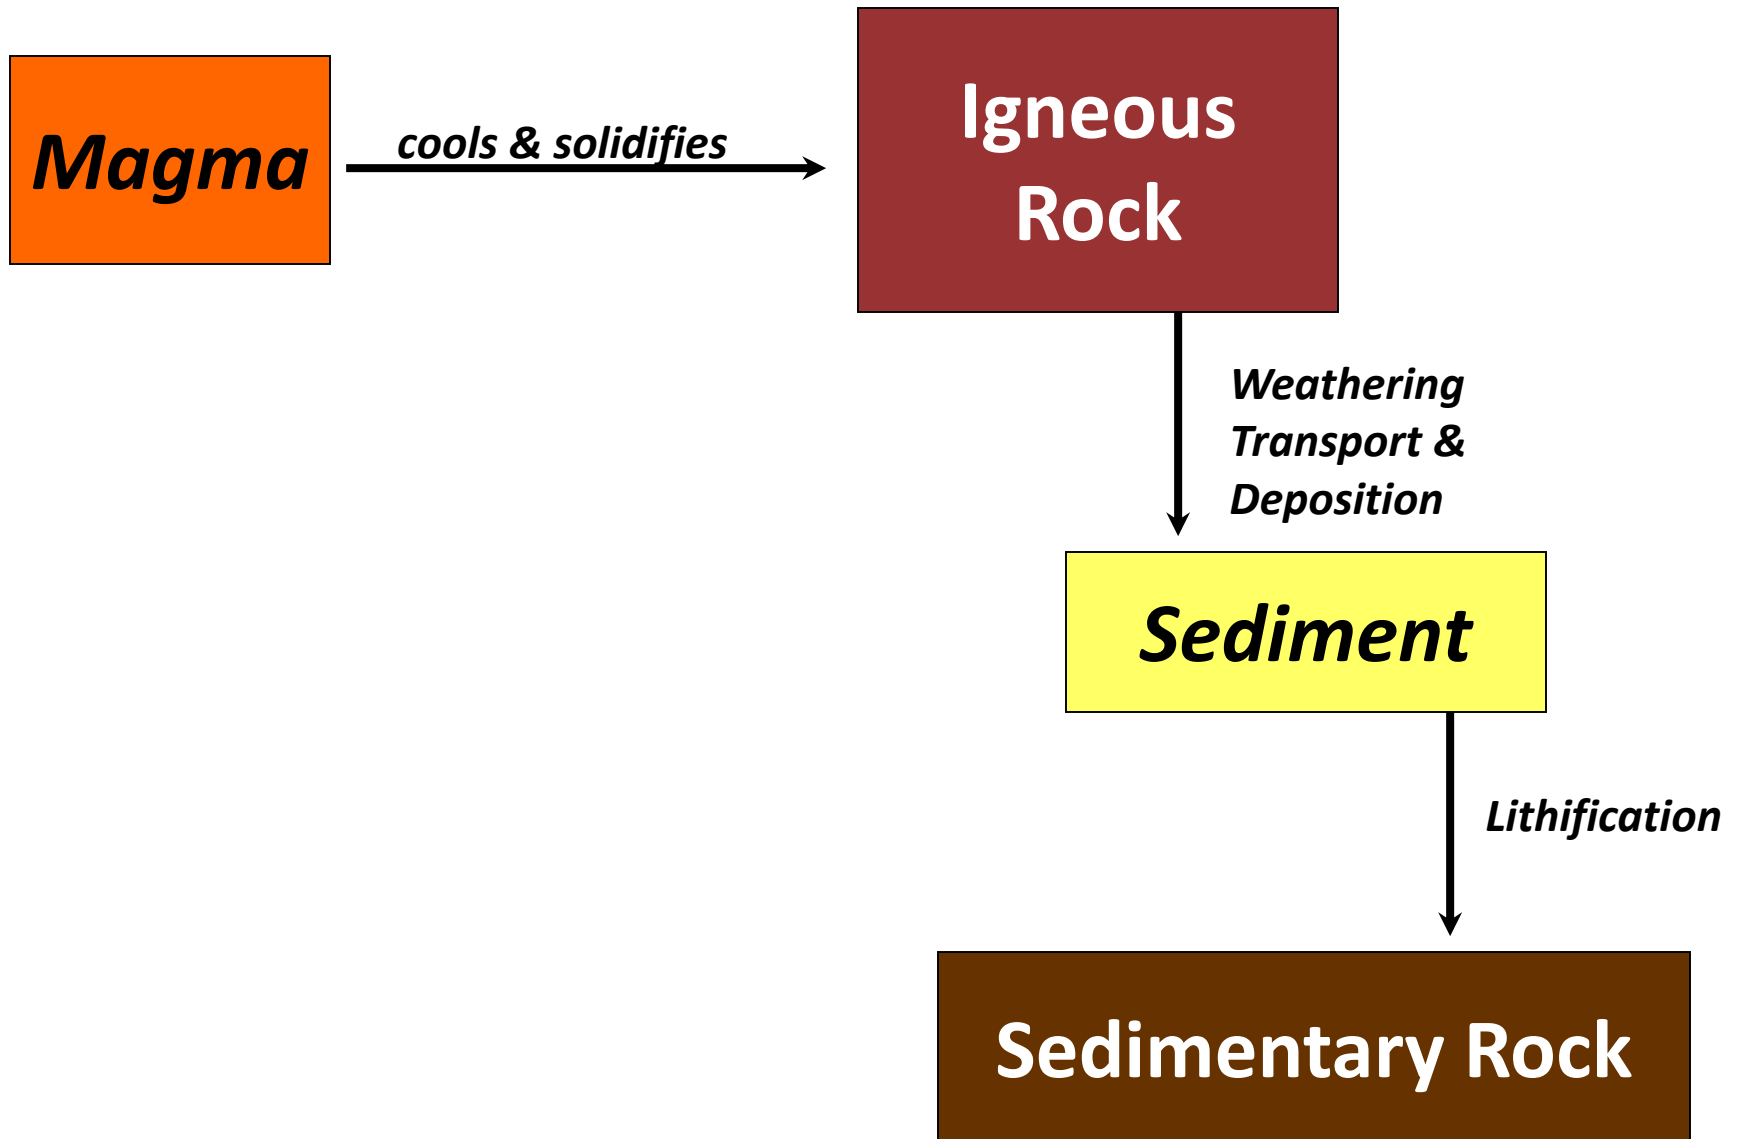 Magma
cools & solidifies
Igneous
Rock
Weathering
Transport &
Deposition
Sediment
Lithification
Sedimentary Rock